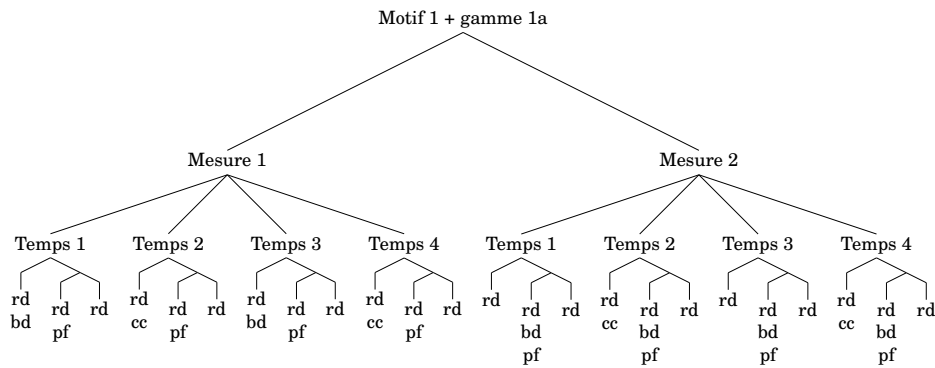 Motif 1 + gamme 1a
Mesure 1 Mesure 2
Temps 1 Temps 2 Temps 3 Temps 4 Temps 1 Temps 2 Temps 3 Temps 4
rd rd rd rd rd rd rd rd rd rd rd rd rd rd rd rd rd rd rd rd rd rd rd rd
bd pf cc pf bd pf cc pf bd cc bd bd cc bd
pf pf pf pf